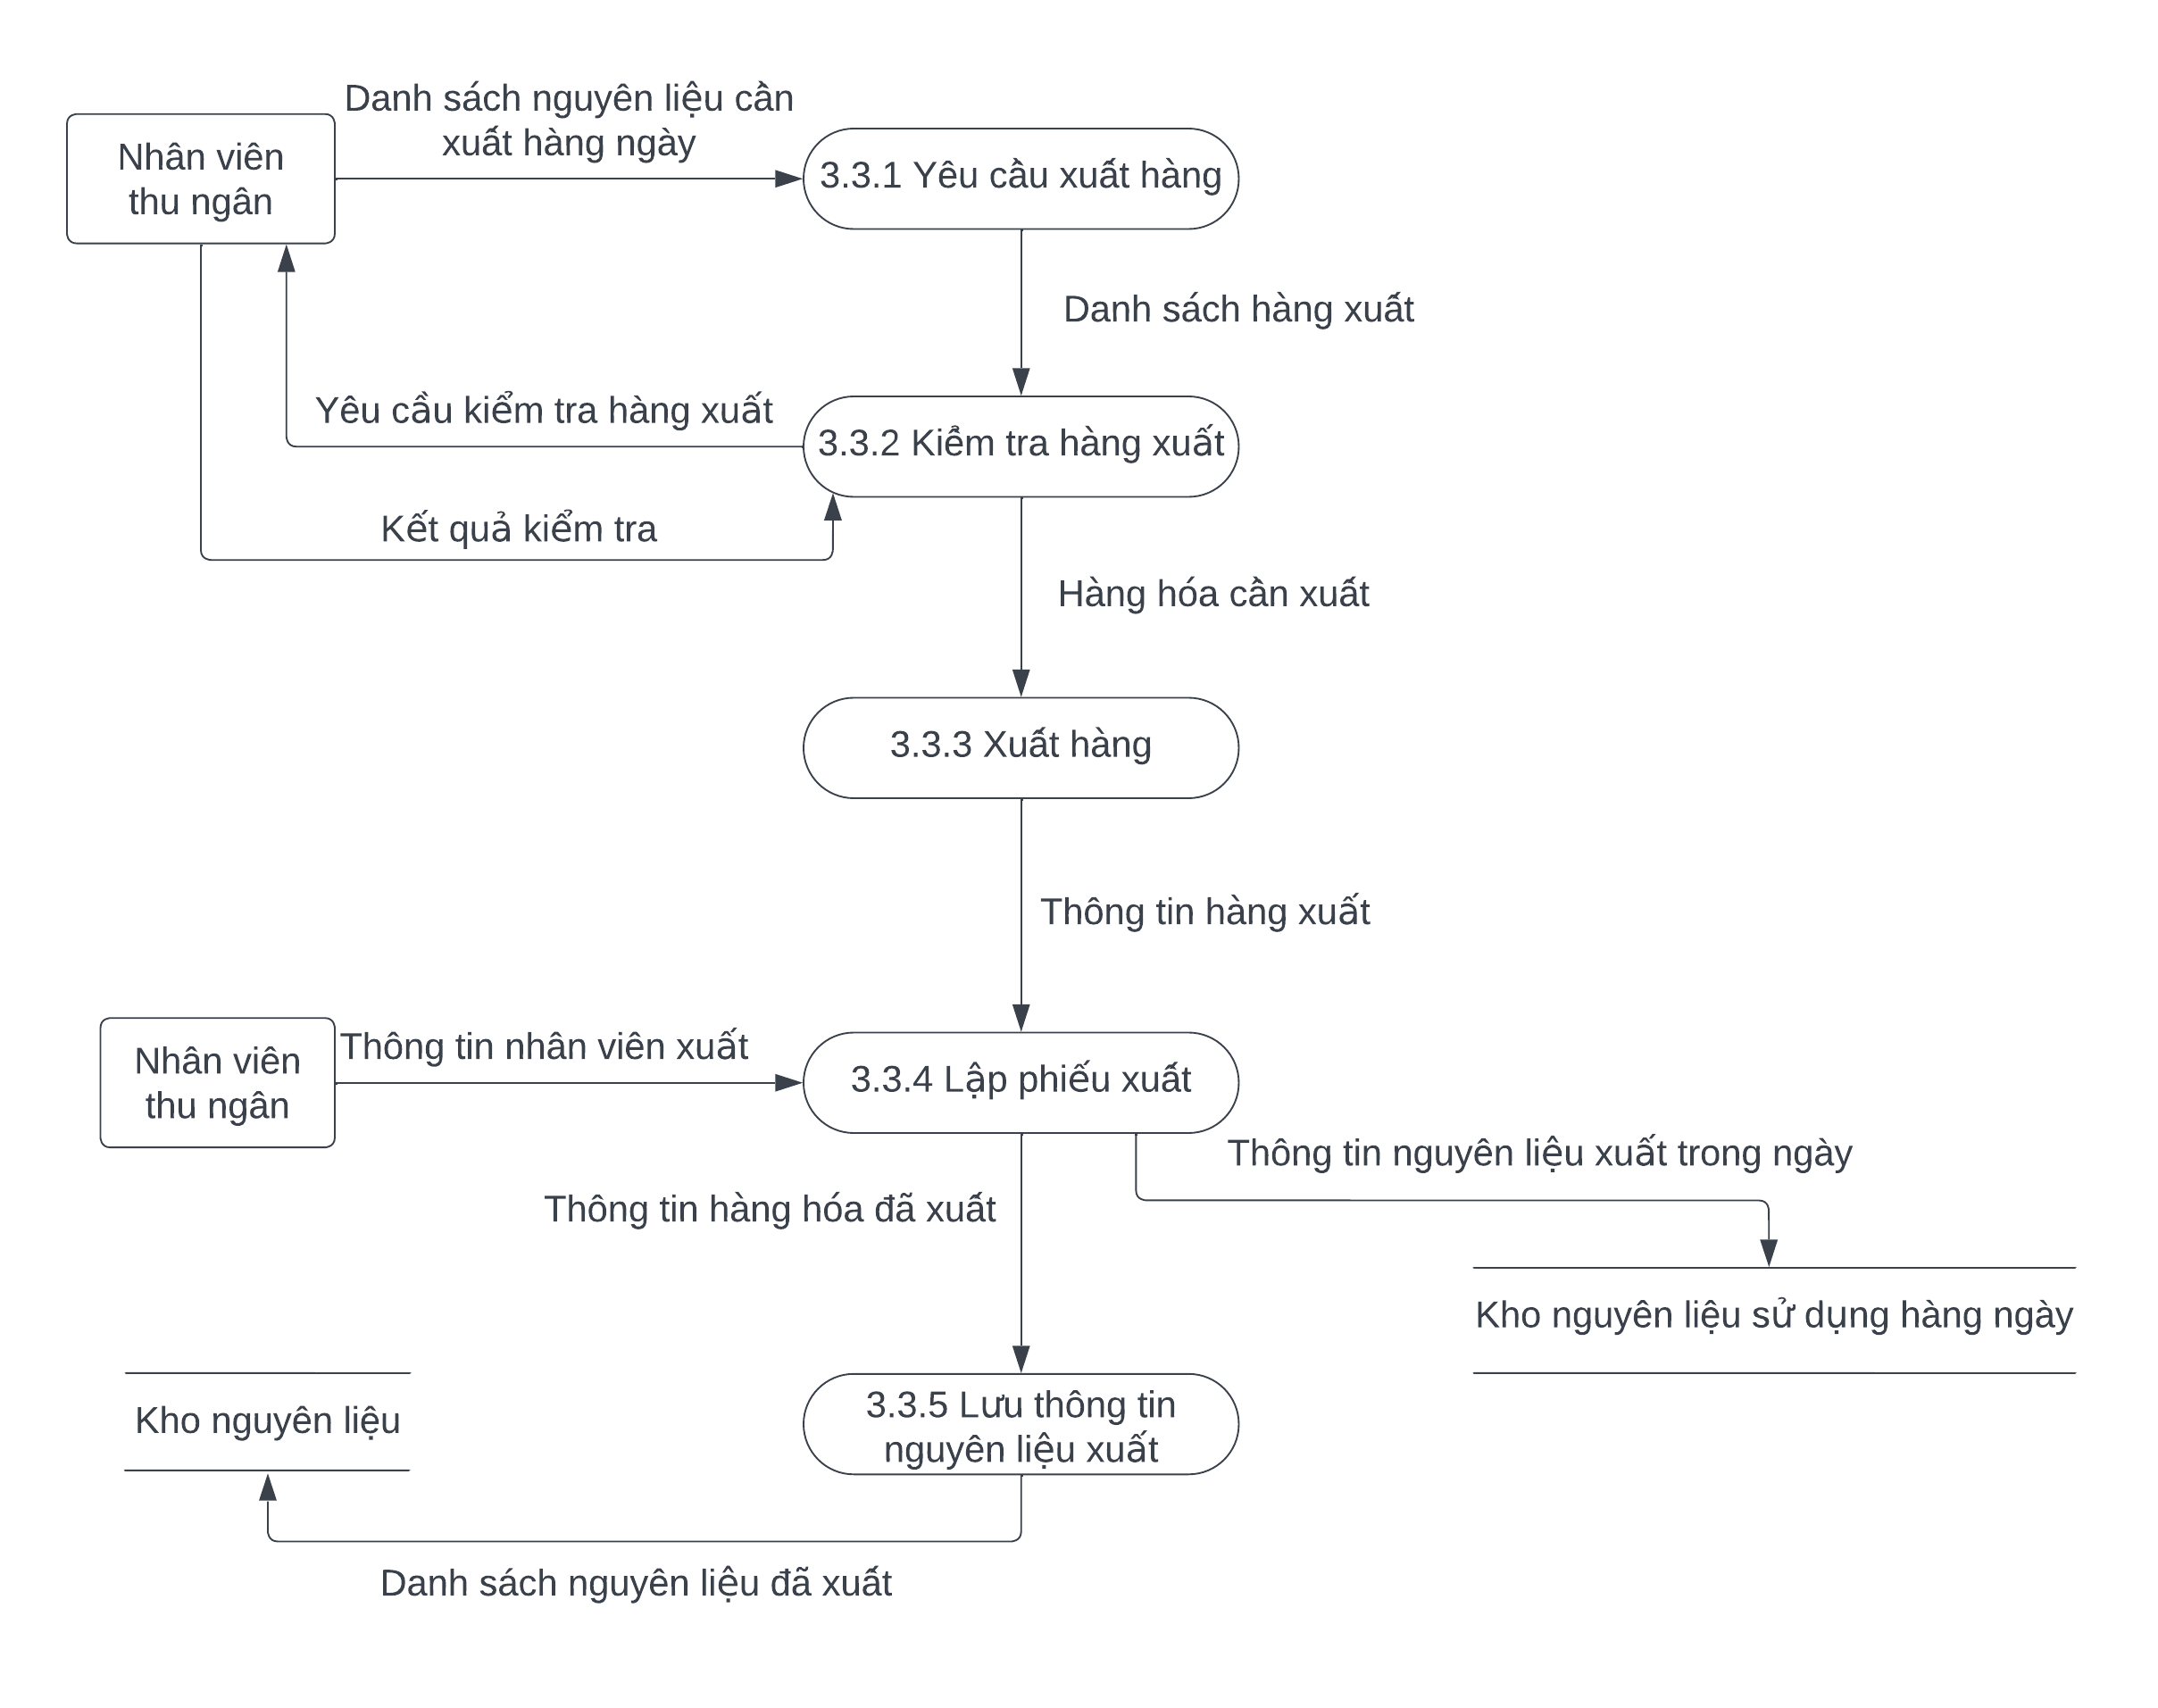 Danh sách nguyên liệu cần
xuất hàng ngày
Nhân viên
thu ngân
3.3.1 Yêu cầu xuất hàng
Danh sách hàng xuất
Yêu cầu kiểm tra hàng xuất
3.3.2 Kiểm tra hàng xuất
Kết quả kiểm tra
Hàng hóa cần xuất
3.3.3 Xuất hàng
Thông tin hàng xuất
Nhân viên
thu ngân
Thông tin nhân viên xuất
3.3.4 Lập phiếu xuất
Thông tin nguyên liệu xuất trong ngày
Thông tin hàng hóa đã xuất
Kho nguyên liệu sử dụng hàng ngày
Kho nguyên liệu
3.3.5 Lưu thông tin
nguyên liệu xuất
Danh sách nguyên liệu đã xuất